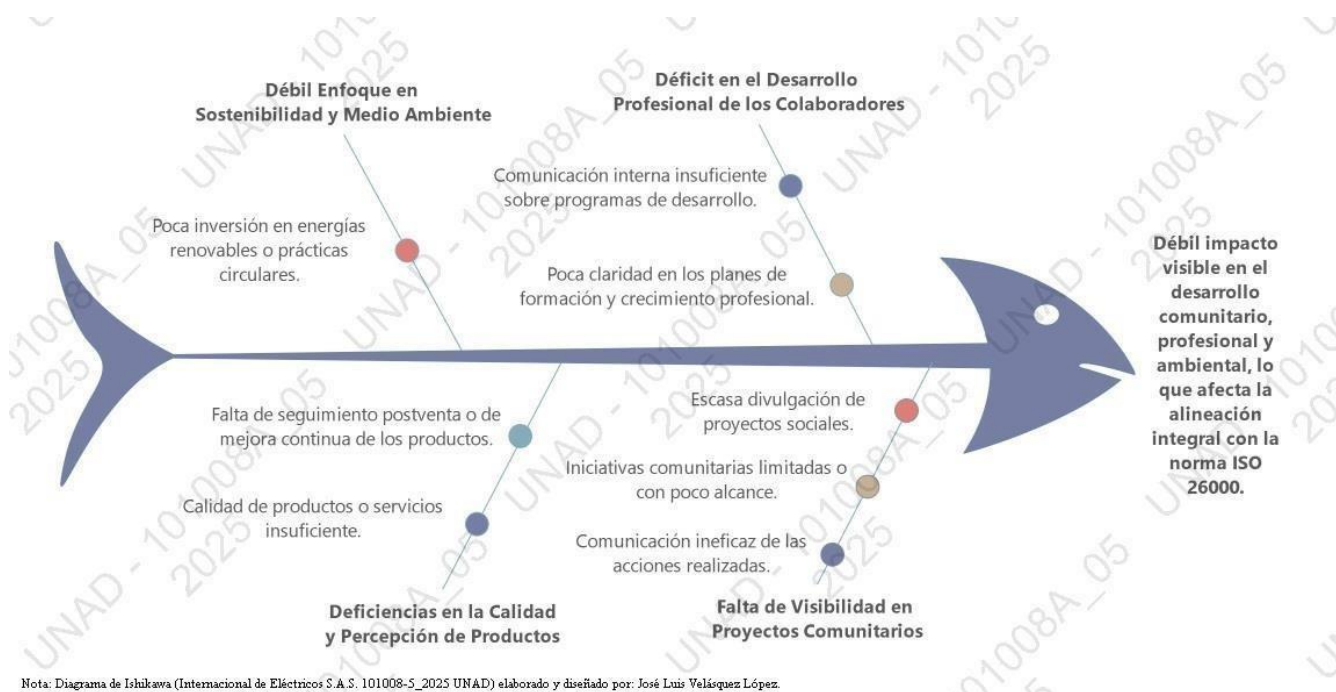 Débil Enfoque en
Sostenibilidad y Medio Ambiente
Poca inversión en energías
renovables o prácticas
circulares.
Déficit en el Desarrollo
Profesional de los Colaboradores
Comunicación interna insuficiente
sobre programas de desarrollo.
Poca claridad en los planes de
formación y crecimiento profesional.
Falta de seguimiento postventa o de
mejora continua de los productos.
Calidad de productos o servicios
insuficiente.
Deficiencias en la Calidad
y Percepción de Productos
Escasa divulgación de
proyectos sociales.
Iniciativas comunitarias limitadas o
con poco alcance.
Comunicación ineficaz de las
acciones realizadas.
Falta de Visibilidad en
Proyectos Comunitarios
Débil impacto
visible en el
desarrollo
comunitario,
profesional y
ambiental, lo
que afecta la
alineación
integral con la
norma ISO
26000.
Nota: Diagrama de Ishikawa (Internacional de Eléctricos S.A.S. 101008-5_2025 UNAD) elaborado y diseñado por: José Luis Velásquez López.
UNAD - 101008A_05
2025